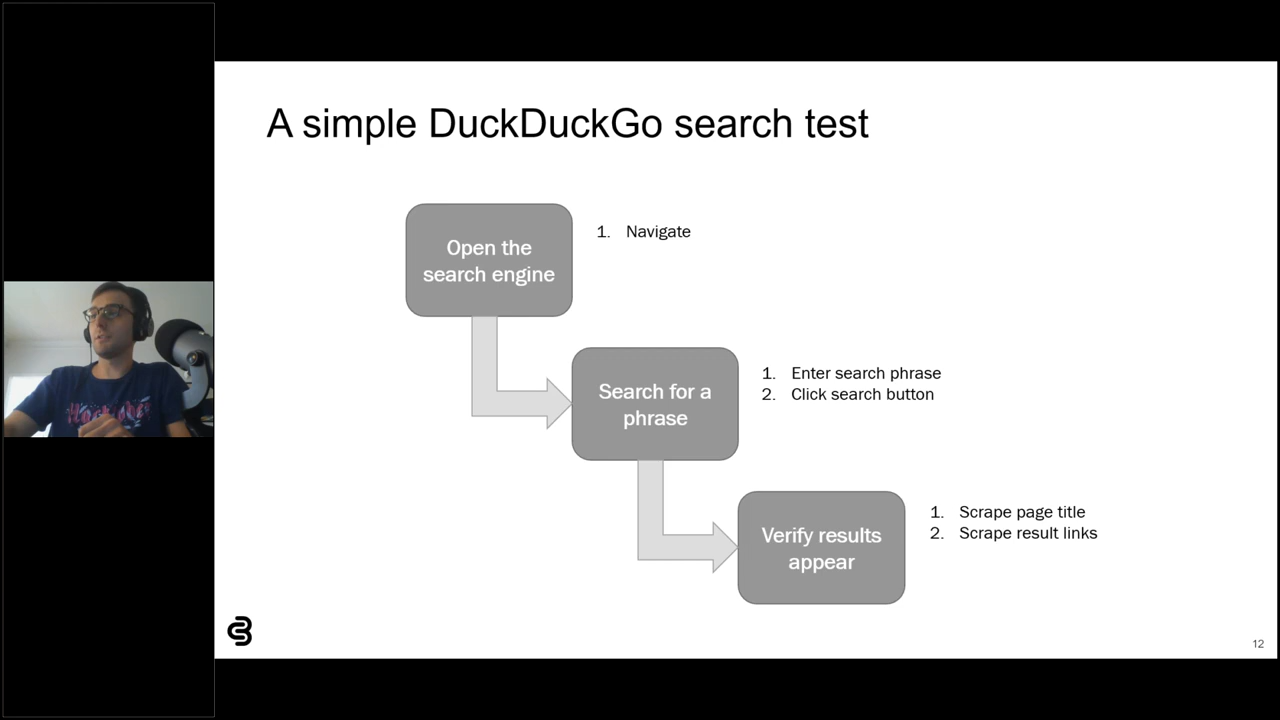 A simple DuckDuckGo search test
Open the
search engine
1. Navigate
Search for a
phrase
1. Enter search phrase
2. Click search button
Verify results
appear
1. Scrape page title
2. Scrape result links
12